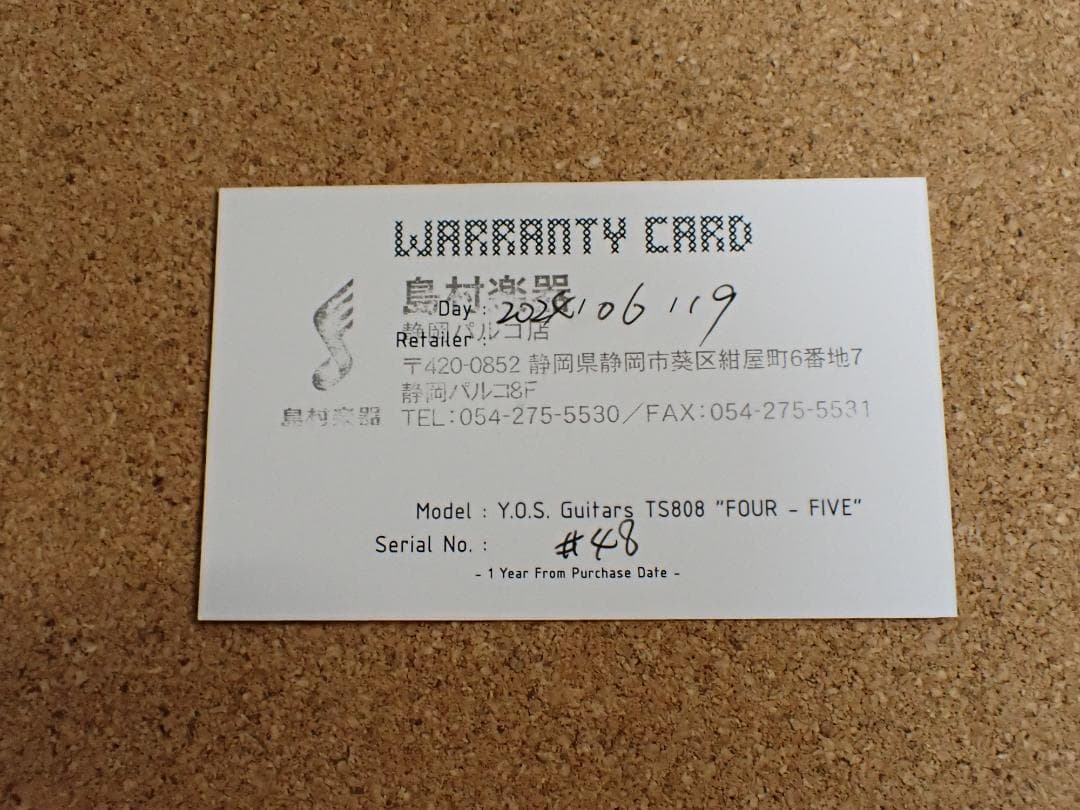 WARRANTY CARD
島村楽器
Day : 2024 / 06 / 19
静岡パルコ店
Retailer :
〒420-0852 静岡県静岡市葵区紺屋町6番地7
静岡パルコ8F
島村楽器
TEL:054-275-5530/FAX:054-275-5531
Model : Y.O.S. Guitars TS808 "FOUR - FIVE"
Serial No. : #48
- 1 Year From Purchase Date -